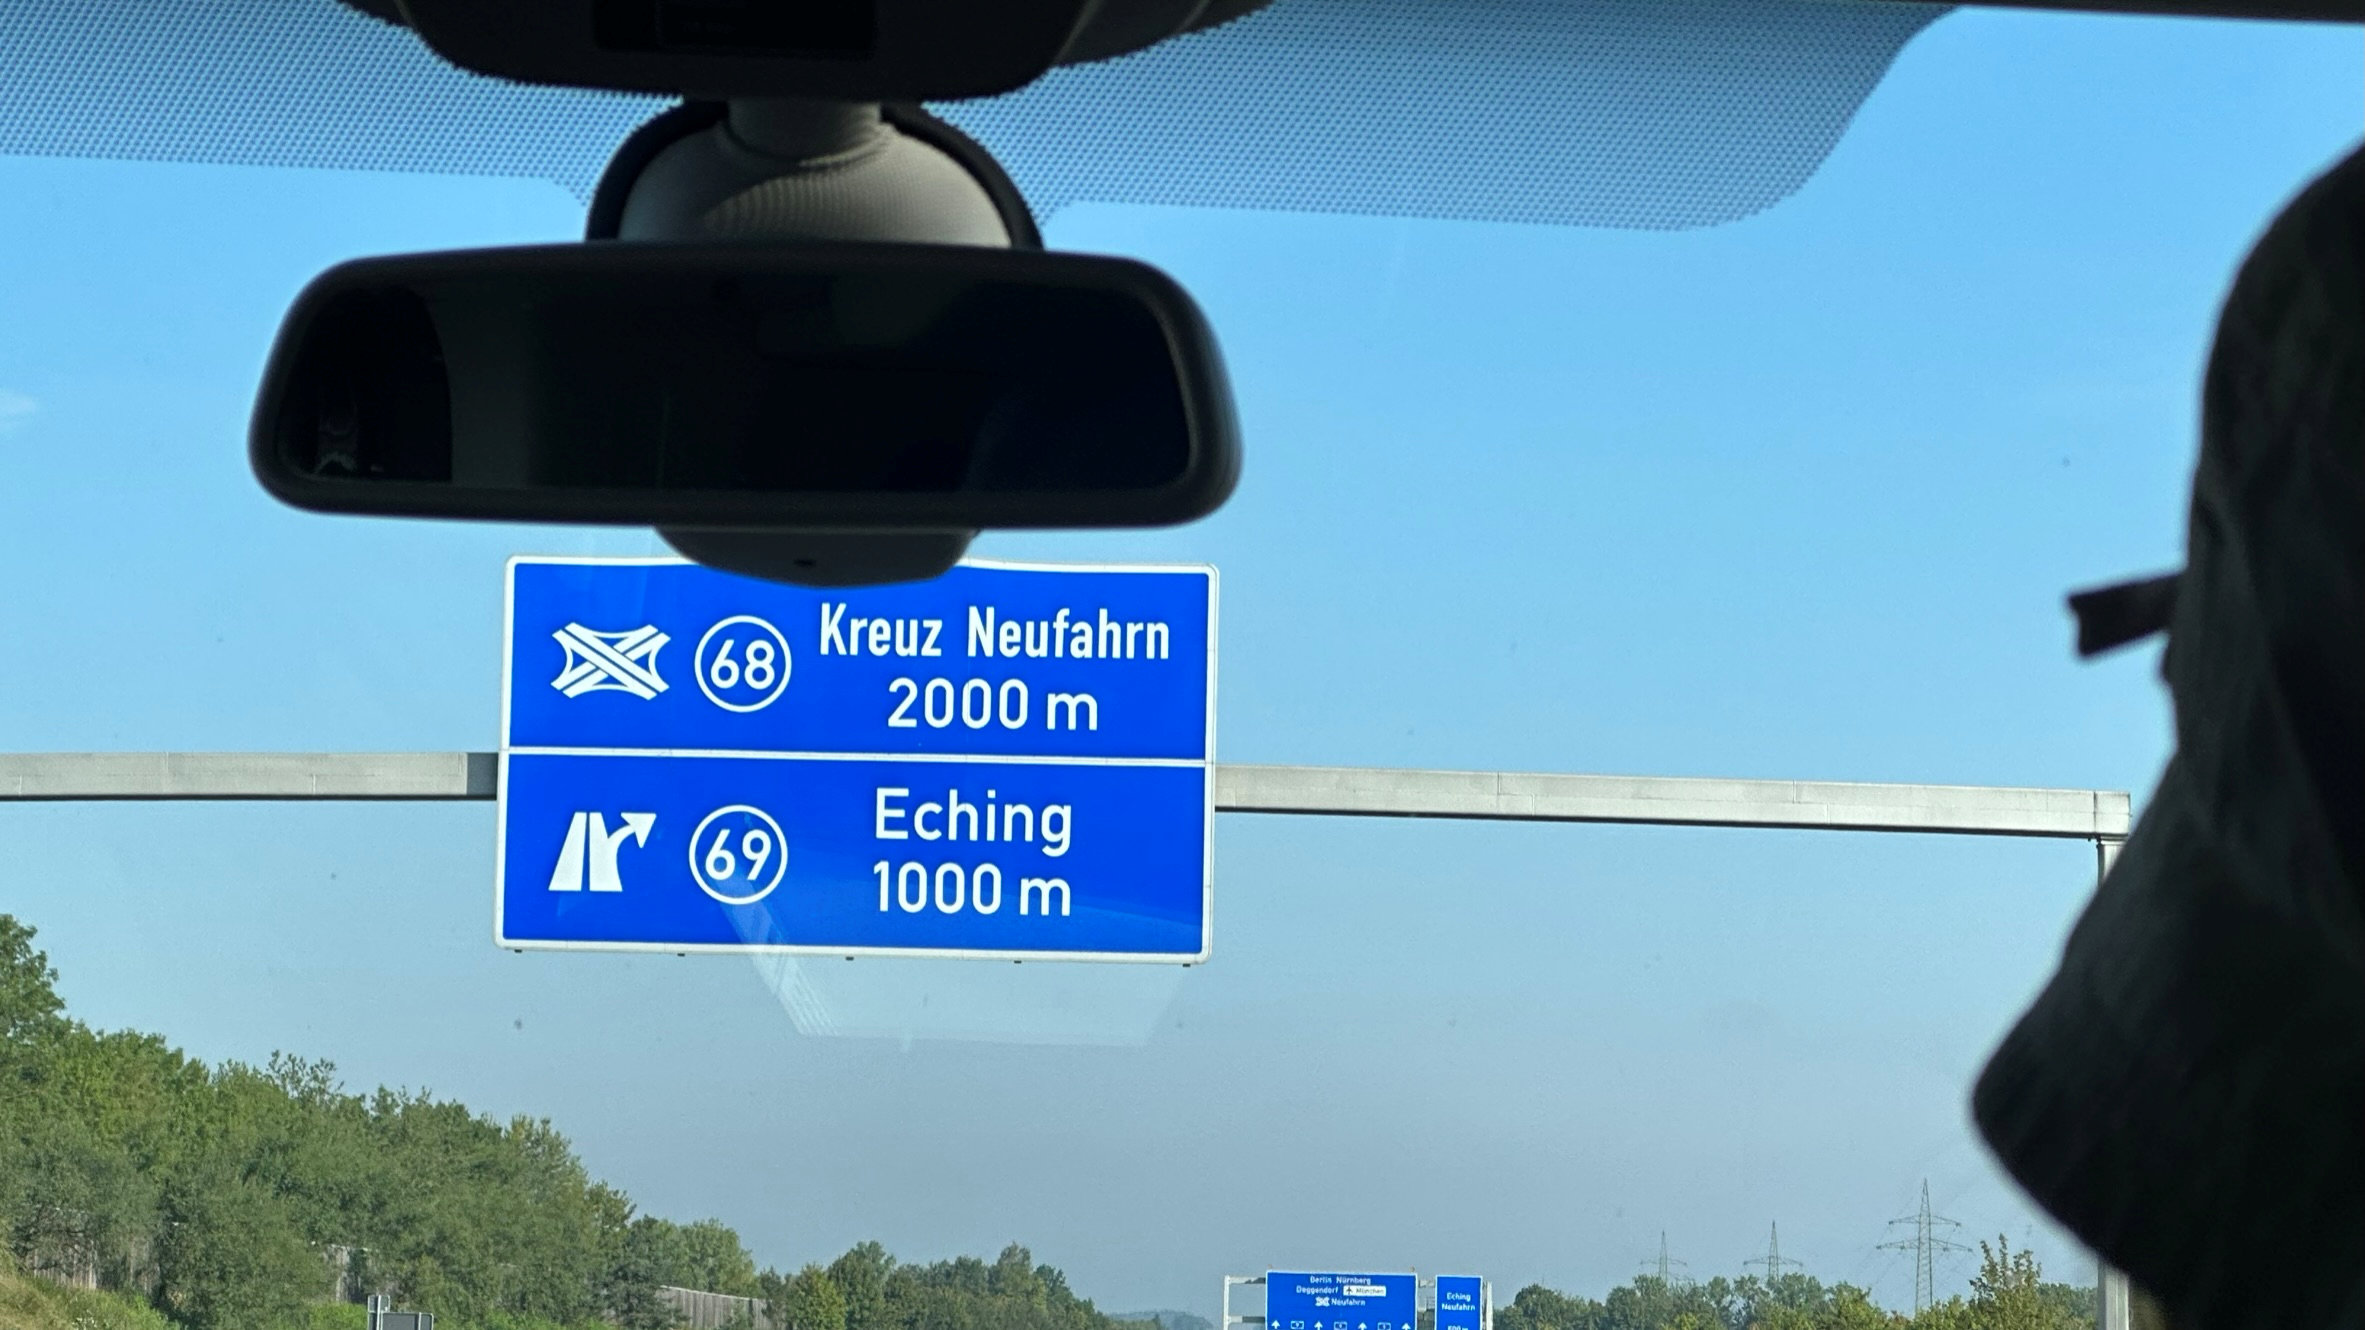 68
Kreuz Neufahrn
2000 m
69
Eching
1000 m
Berlin Nürnberg
Deggendorf München
Neufahrn
Eching
Neufahrn